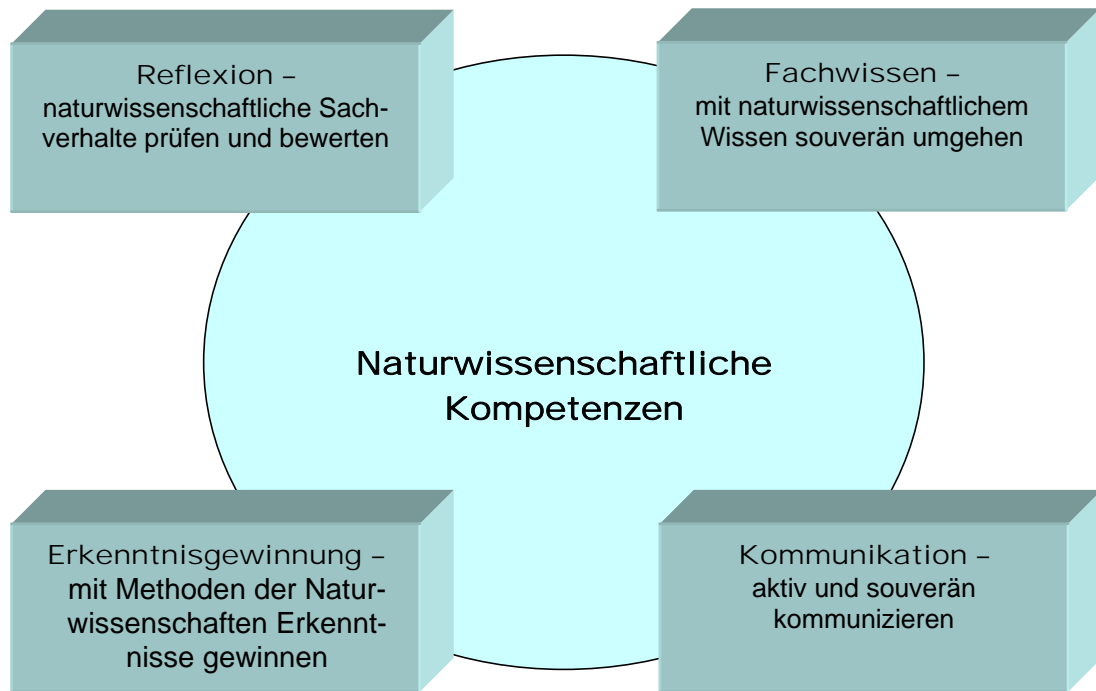 Reflexion –
naturwissenschaftliche Sach-
verhalte prüfen und bewerten
Fachwissen –
mit naturwissenschaftlichem
Wissen souverän umgehen
Naturwissenschaftliche
Kompetenzen
Erkenntnisgewinnung –
mit Methoden der Natur-
wissenschaften Erkennt-
nisse gewinnen
Kommunikation –
aktiv und souverän
kommunizieren